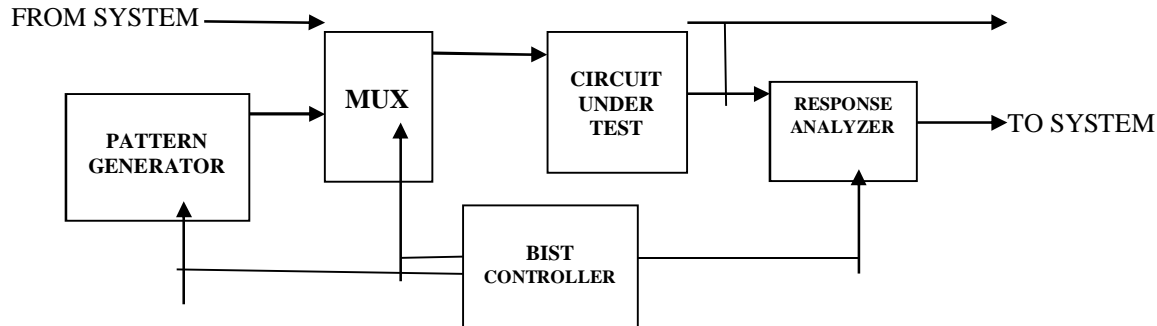 FROM SYSTEM
MUX
CIRCUIT
UNDER
TEST
RESPONSE
ANALYZER
TO SYSTEM
PATTERN
GENERATOR
BIST
CONTROLLER